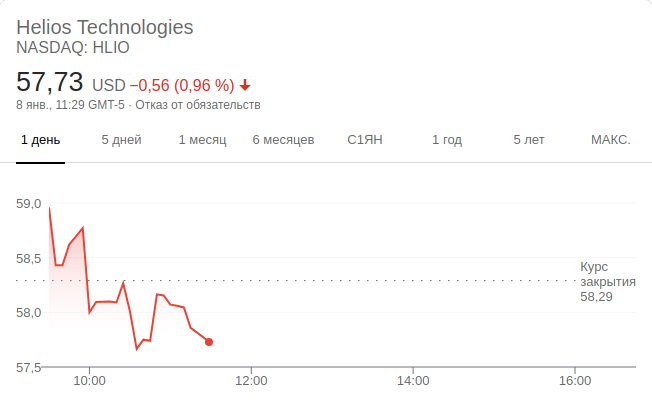 Helios Technologies
NASDAQ: HLIO
57,73 USD −0,56 (0,96 %)
8 янв., 11:29 GMT-5 · Отказ от обязательств
1 день 5 дней 1 месяц 6 месяцев С1ЯН 1 год 5 лет МАКС.
59,0
58,5
Курс
закрытия
58,29
58,0
57,5
10:00 12:00 14:00 16:00